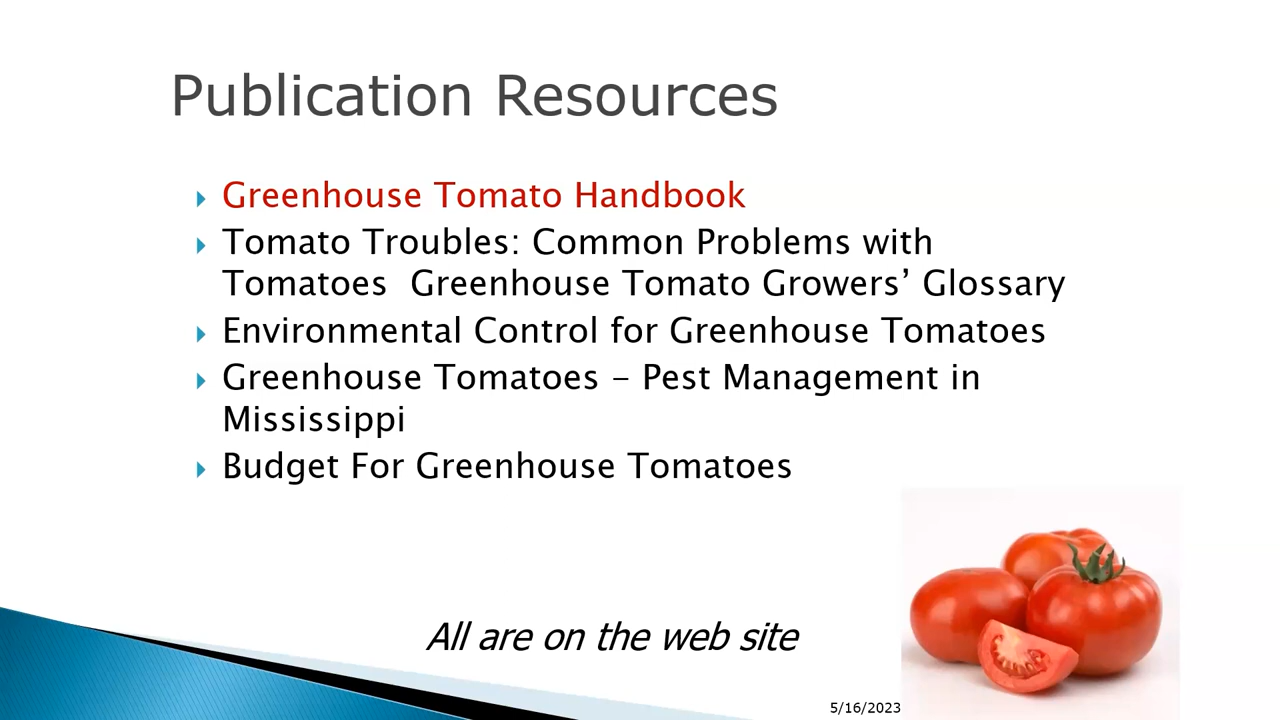 Publication Resources
Greenhouse Tomato Handbook
Tomato Troubles: Common Problems with
Tomatoes  Greenhouse Tomato Growers’ Glossary
Environmental Control for Greenhouse Tomatoes
Greenhouse Tomatoes – Pest Management in
Mississippi
Budget For Greenhouse Tomatoes
All are on the web site
5/16/2023